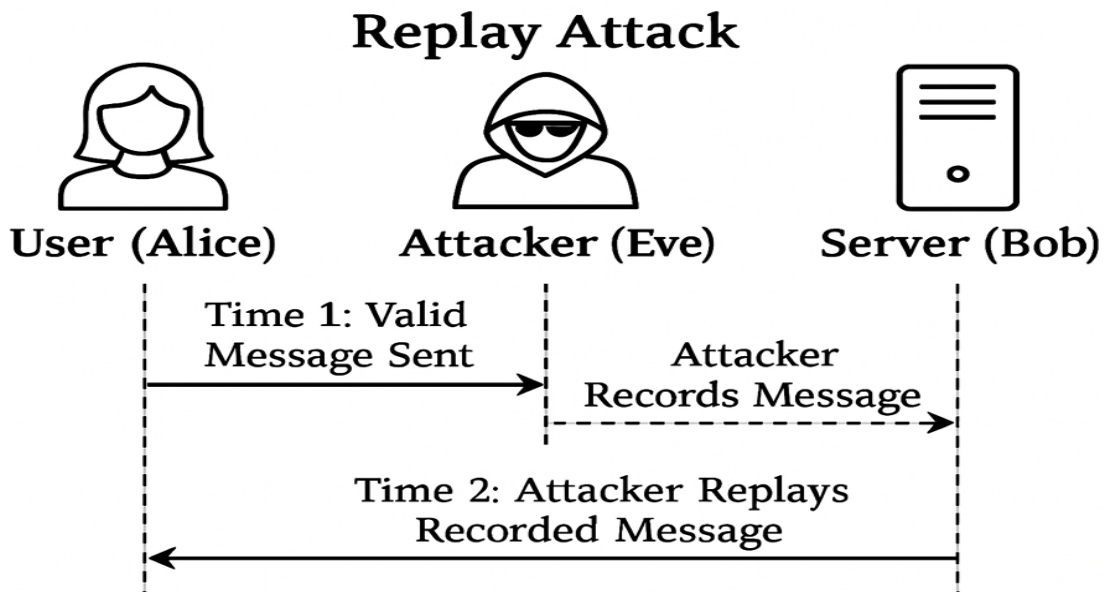 Replay Attack
User (Alice)
Attacker (Eve)
Server (Bob)
Time 1: Valid
Message Sent
Attacker
Records Message
Time 2: Attacker Replays
Recorded Message